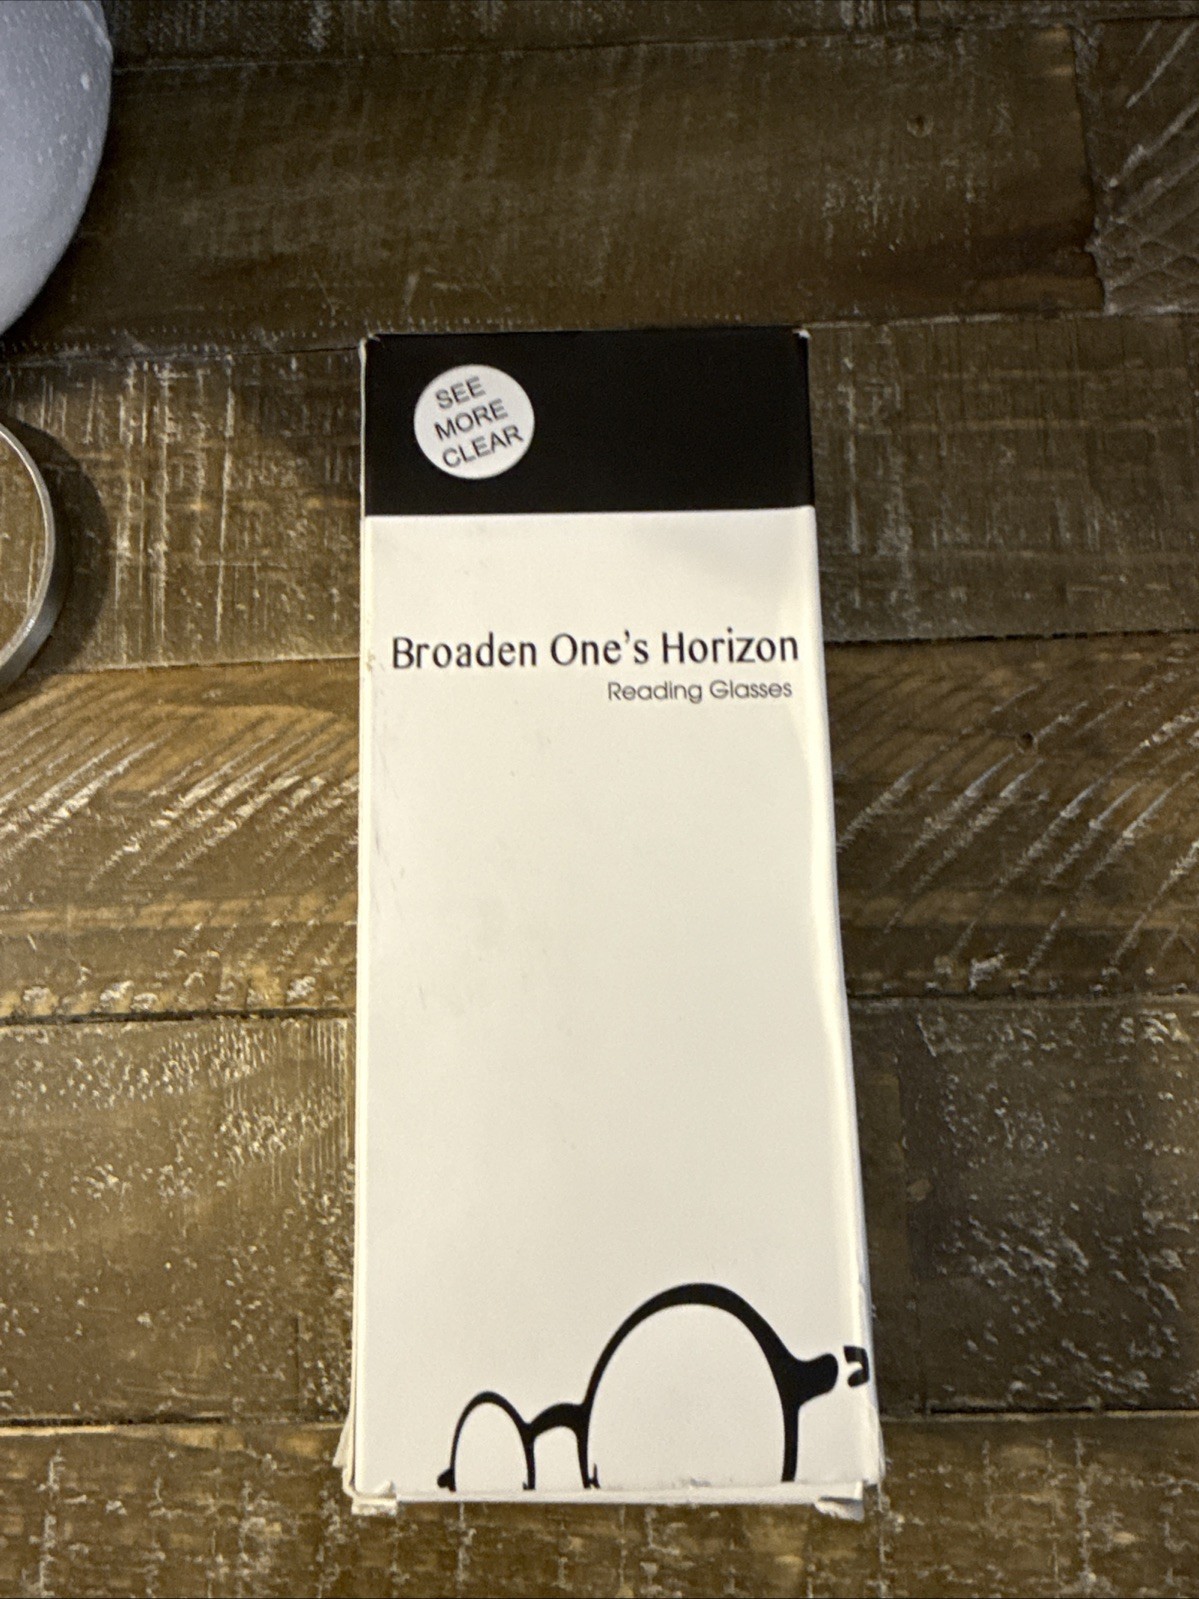 SEE
MORE
CLEAR
Broaden One's Horizon
Reading Glasses